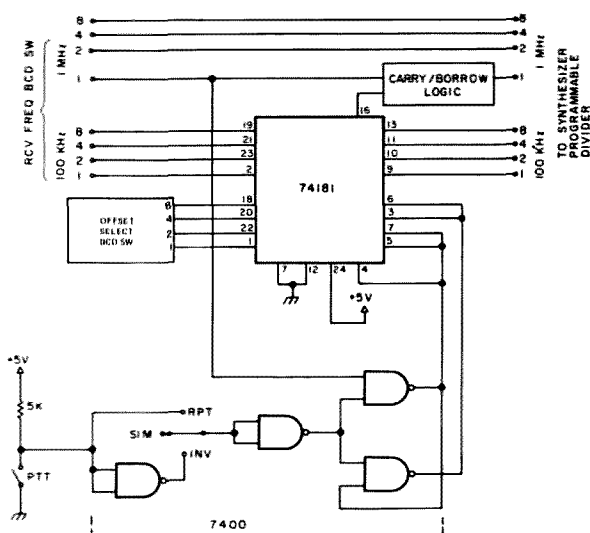 RCV FREQ BCD SW
1 MHz
8
4
2
1
100 KHz
8
4
2
1
CARRY/BORROW
LOGIC
8
4
2
1
1 MHz
8
4
2
1
100 KHz
TO SYNTHESIZER
PROGRAMMABLE
DIVIDER
16
19
21
23
2
18
20
22
1
74181
13
11
10
9
6
3
7
5
7
12
24
4
OFFSET
SELECT
BCD SW
8
4
2
1
+5V
+5V
5K
PTT
RPT
SIM
INV
7400